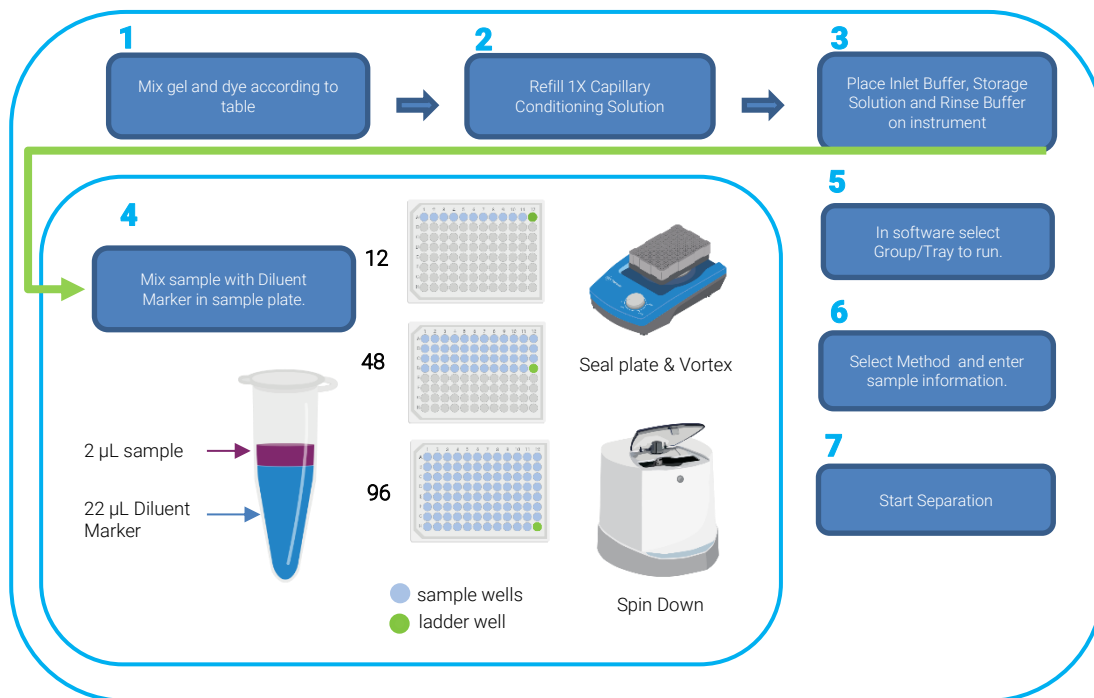 1
Mix gel and dye according to
table
2
Refill 1X Capillary
Conditioning Solution
3
Place Inlet Buffer, Storage
Solution and Rinse Buffer
on instrument
4
Mix sample with Diluent
Marker in sample plate.
2 µL sample
22 µL Diluent
Marker
12
48
96
sample wells
ladder well
Seal plate & Vortex
Spin Down
5
In software select
Group/Tray to run.
6
Select Method and enter
sample information.
7
Start Separation